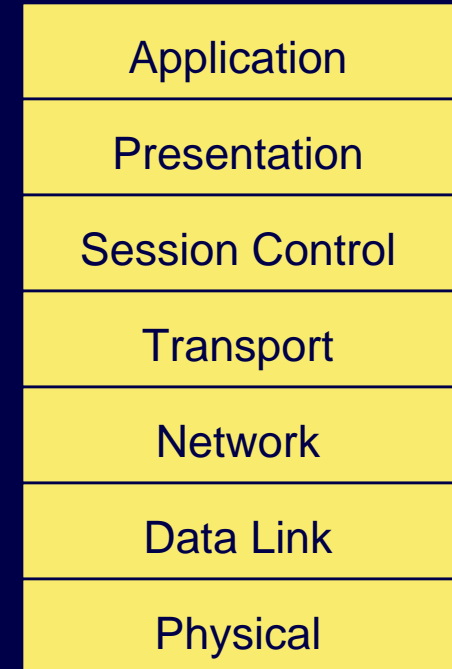 Application
Presentation
Session Control
Transport
Network
Data Link
Physical